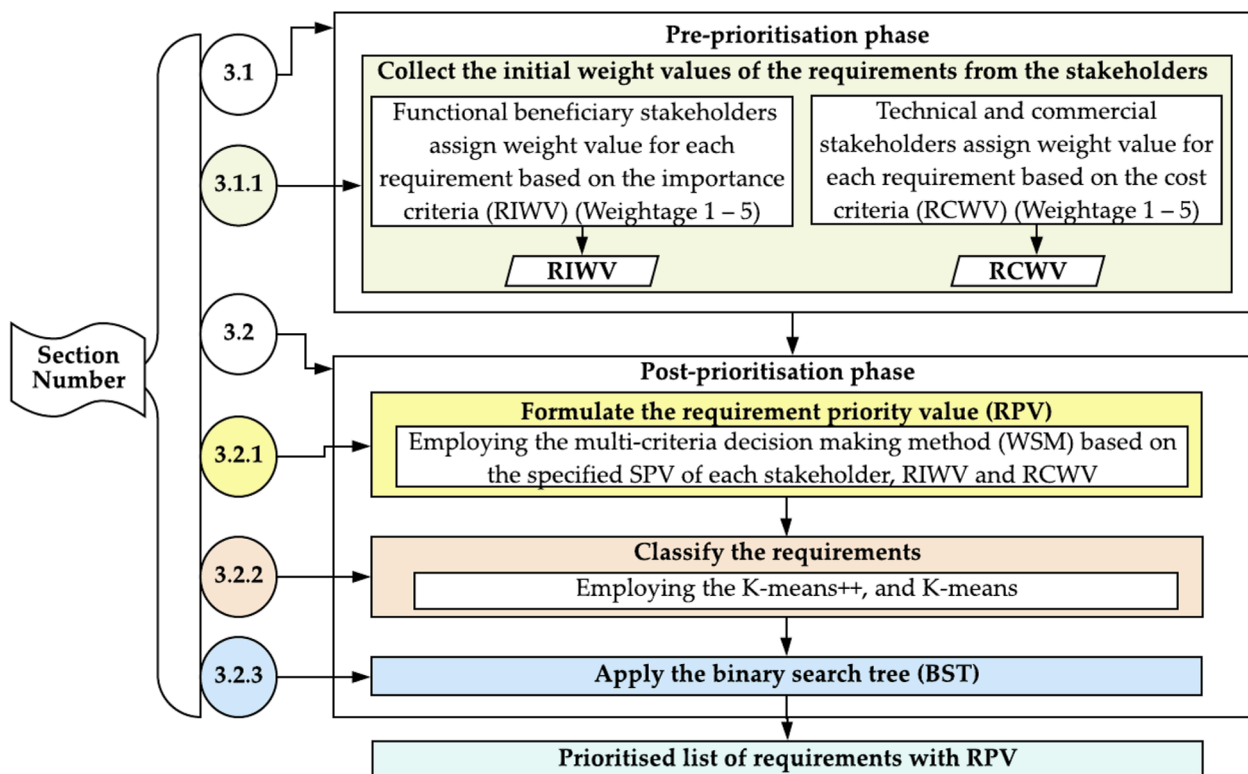 Section
Number
3.1
3.1.1
3.2
3.2.1
3.2.2
3.2.3
Pre-prioritisation phase
Collect the initial weight values of the requirements from the stakeholders
Functional beneficiary stakeholders
assign weight value for each
requirement based on the importance
criteria (RIWV) (Weightage 1 – 5)
RIWV
Technical and commercial
stakeholders assign weight value for
each requirement based on the cost
criteria (RCWV) (Weightage 1 – 5)
RCWV
Post-prioritisation phase
Formulate the requirement priority value (RPV)
Employing the multi-criteria decision making method (WSM) based on
the specified SPV of each stakeholder, RIWV and RCWV
Classify the requirements
Employing the K-means++, and K-means
Apply the binary search tree (BST)
Prioritised list of requirements with RPV